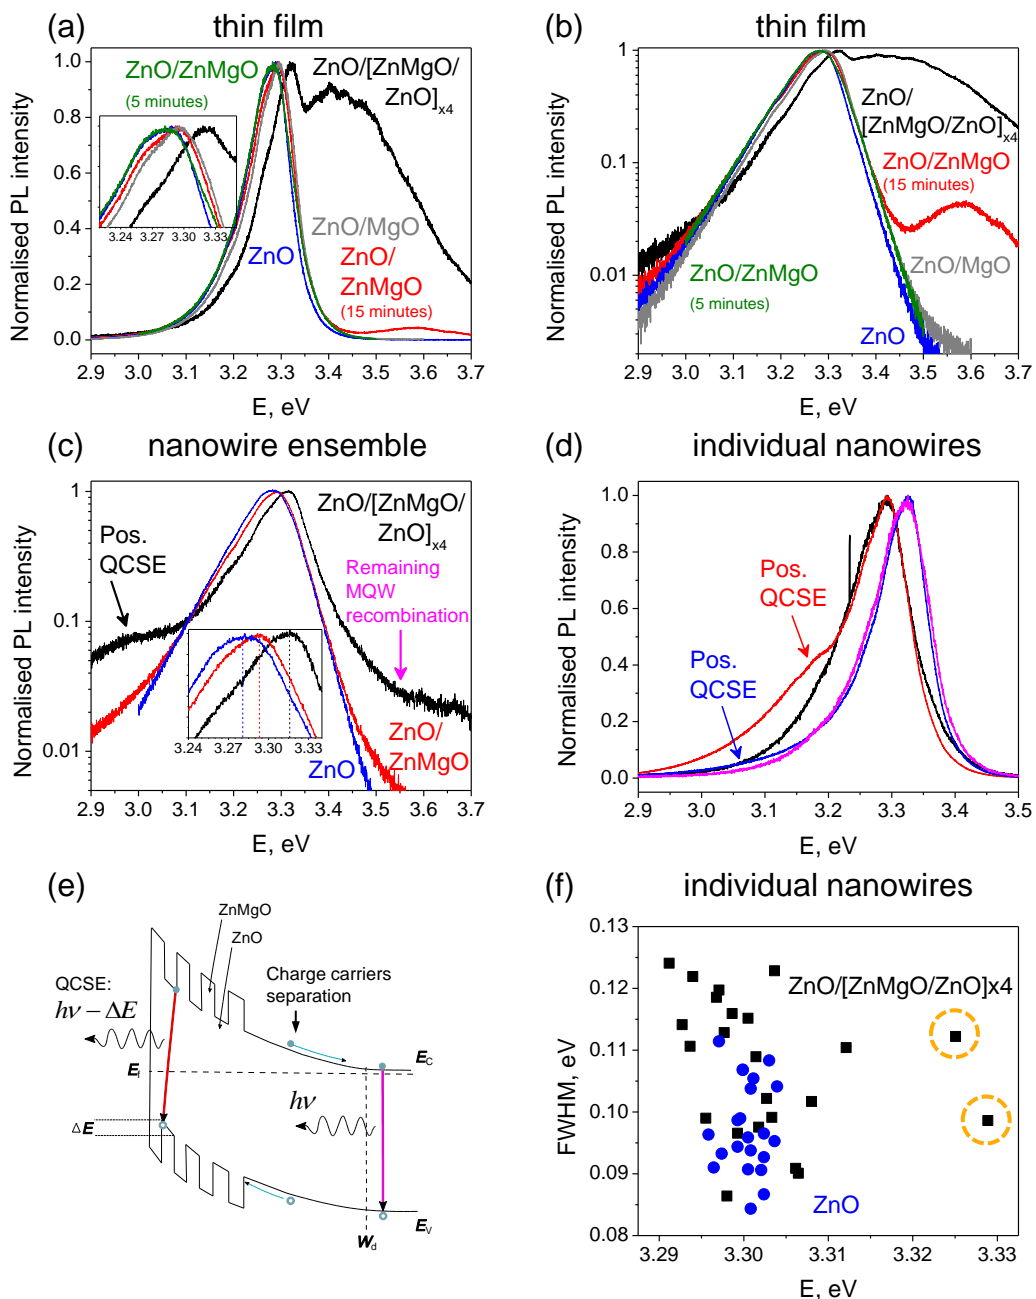 (a) thin film
Normalised PL intensity
1.0
0.8
0.6
0.4
0.2
0.0
ZnO/ZnMgO
(5 minutes)
ZnO/[ZnMgO/
ZnO]x4
3.24 3.27 3.30 3.33
ZnO/MgO
ZnO
ZnO/
ZnMgO
(15 minutes)
2.9 3.0 3.1 3.2 3.3 3.4 3.5 3.6 3.7
E, eV
(b) thin film
Normalised PL intensity
1
0.1
0.01
ZnO/
[ZnMgO/ZnO]x4
ZnO/ZnMgO
(15 minutes)
ZnO/MgO
ZnO/ZnMgO
(5 minutes)
ZnO
2.9 3.0 3.1 3.2 3.3 3.4 3.5 3.6 3.7
E, eV
(c) nanowire ensemble
Normalised PL intensity
1
0.1
0.01
ZnO/[ZnMgO/
ZnO]x4
Pos.
QCSE
Remaining
MQW
recombination
3.24 3.27 3.30 3.33
ZnO/
ZnMgO
ZnO
2.9 3.0 3.1 3.2 3.3 3.4 3.5 3.6 3.7
E, eV
(d) individual nanowires
Normalised PL intensity
1.0
0.8
0.6
0.4
0.2
0.0
Pos.
QCSE
Pos.
QCSE
2.9 3.0 3.1 3.2 3.3 3.4 3.5
E, eV
(e)
ZnMgO
ZnO
QCSE:
hν − ΔE
Charge carriers
separation
Ef
EC
hν
ΔE
EV
Wd
(f) individual nanowires
FWHM, eV
0.13
0.12
0.11
0.10
0.09
0.08
ZnO/[ZnMgO/ZnO]x4
ZnO
3.29 3.30 3.31 3.32 3.33
E, eV